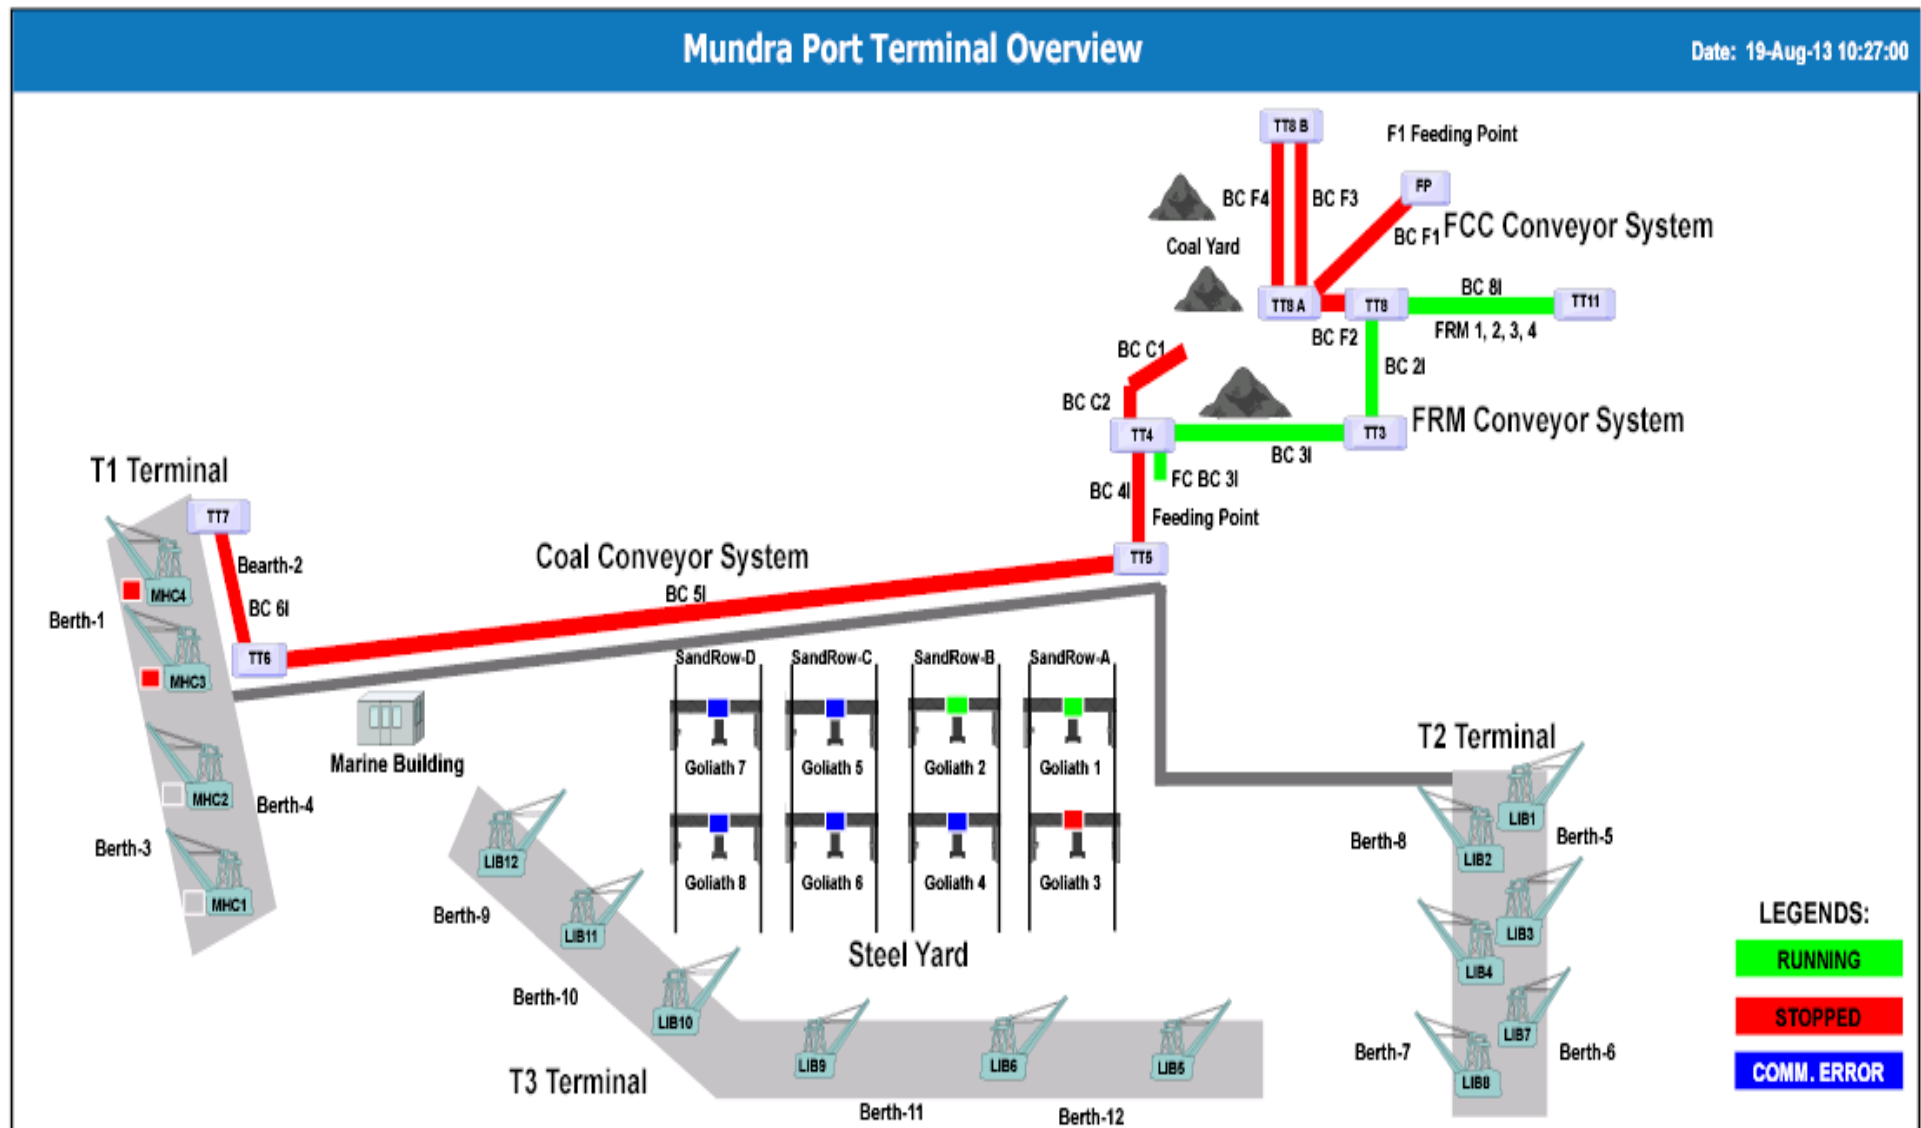 Mundra Port Terminal Overview
Date: 19-Aug-13 10:27:00
TT8 B
F1 Feeding Point
FP
BC F4
BC F3
BC F1
FCC Conveyor System
Coal Yard
TT8 A
TT8
BC 8I
TT11
BC F2
FRM 1, 2, 3, 4
BC C1
BC 2I
BC C2
TT4
TT3
FRM Conveyor System
BC 3I
T1 Terminal
FC BC 3I
BC 4I
TT7
Feeding Point
Bearth-2
Coal Conveyor System
TT5
MHC4
BC 5I
BC 6I
Berth-1
TT6
MHC3
SandRow-D
SandRow-C
SandRow-B
SandRow-A
Marine Building
Goliath 7
Goliath 5
Goliath 2
Goliath 1
T2 Terminal
MHC2
Berth-4
LIB1
Berth-3
LIB12
Berth-8
LIB2
Berth-5
Goliath 8
Goliath 6
Goliath 4
Goliath 3
MHC1
Berth-9
LIB11
LIB3
LEGENDS:
Steel Yard
RUNNING
LIB4
Berth-10
LIB10
STOPPED
LIB7
T3 Terminal
LIB9
LIB6
LIB5
Berth-7
LIB8
Berth-6
COMM. ERROR
Berth-11
Berth-12